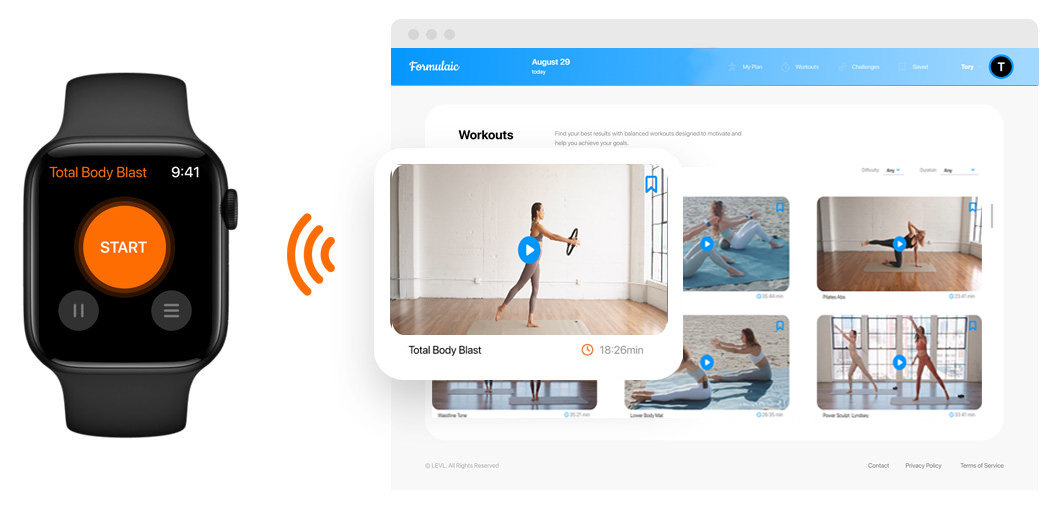 Total Body Blast 9:41
START
Formulaic
August 29
today
My Plan Workouts Challenges Saved Tory T
Workouts
Find your best results with balanced workouts designed to motivate and
help you achieve your goals.
Difficulty Any Duration Any
Total Body Blast 18:26min
35:44 min
Pilates Abs 23:41 min
Waistline Tone 35:21 min
Lower Body Mat 28:35 min
Power Sculpt: Lyndsey 33:41 min
© LEVL. All Rights Reserved
Contact Privacy Policy Terms of Service